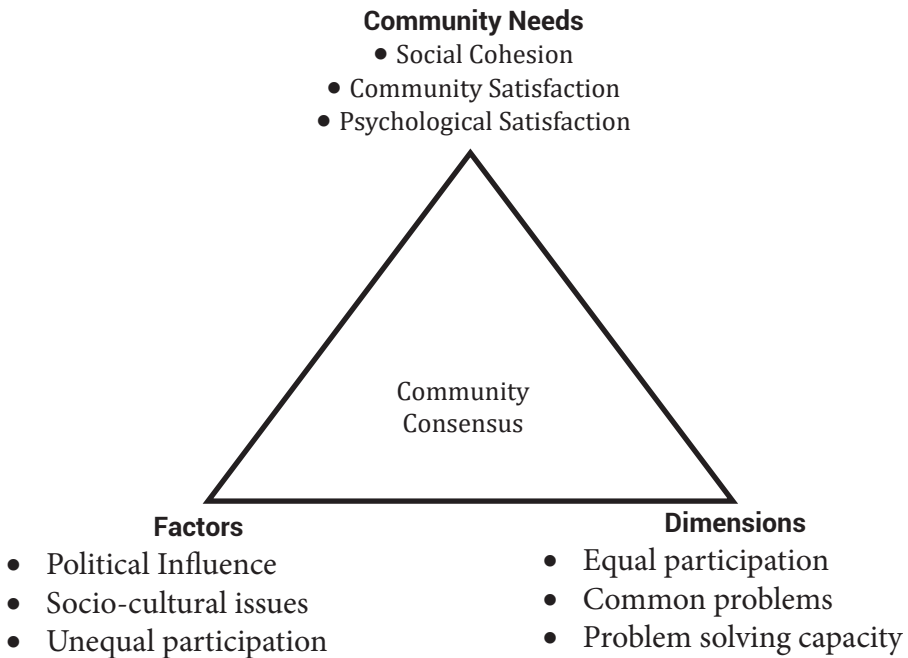 Community Needs
• Social Cohesion
• Community Satisfaction
• Psychological Satisfaction
Community
Consensus
Factors
• Political Influence
• Socio-cultural issues
• Unequal participation
Dimensions
• Equal participation
• Common problems
• Problem solving capacity